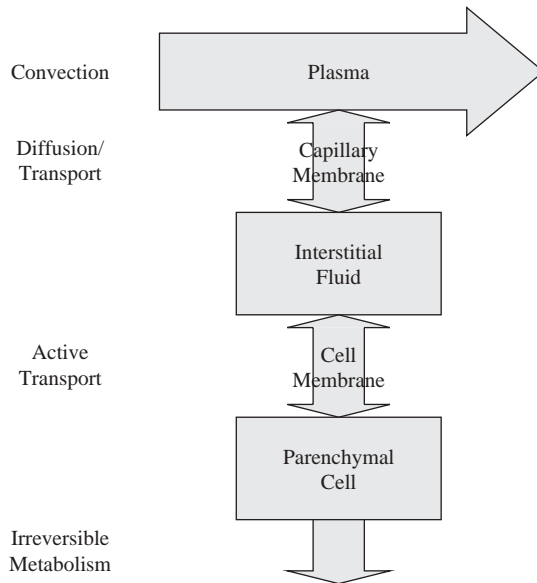 Convection
Plasma
Diffusion/
Transport
Capillary
Membrane
Interstitial
Fluid
Active
Transport
Cell
Membrane
Parenchymal
Cell
Irreversible
Metabolism